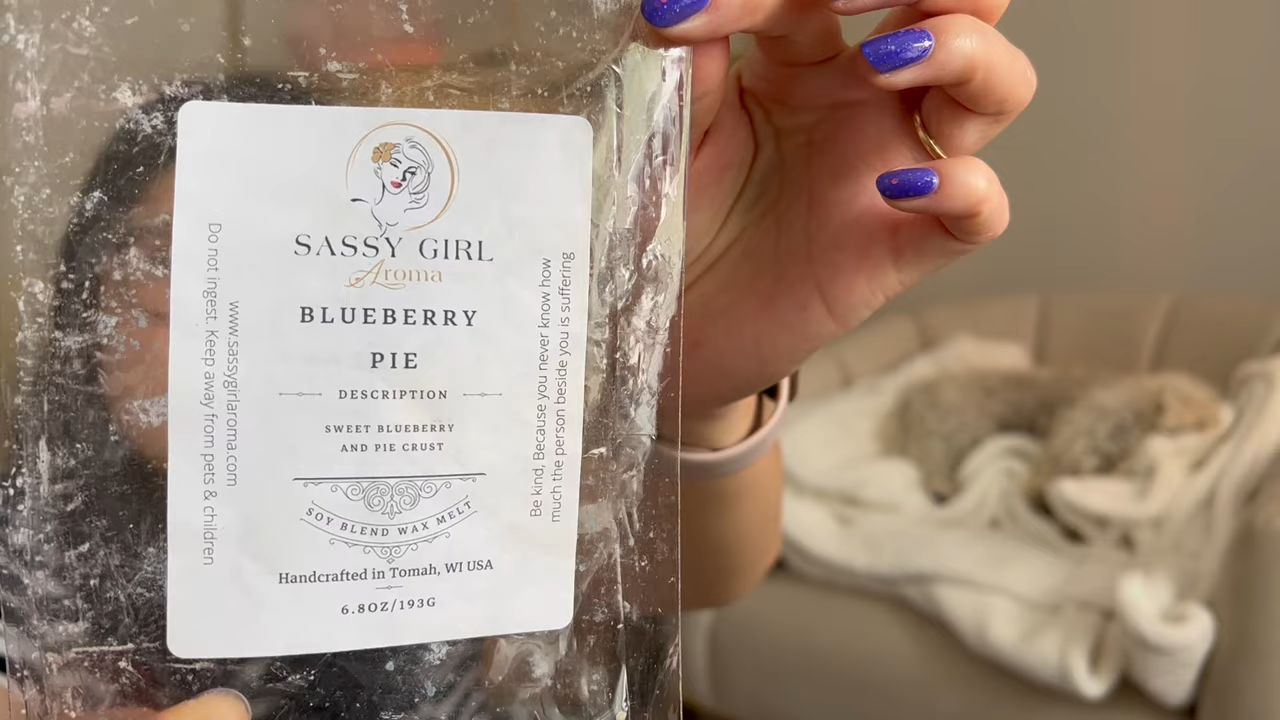 SASSY GIRL
Aroma
BLUEBERRY
PIE
DESCRIPTION
SWEET BLUEBERRY
AND PIE CRUST
SOY BLEND WAX MELT
Handcrafted in Tomah, WI USA
6.8OZ/193G
Do not ingest. Keep away from pets & children
www.sassygirlaroma.com
Be kind, Because you never know how
much the person beside you is suffering